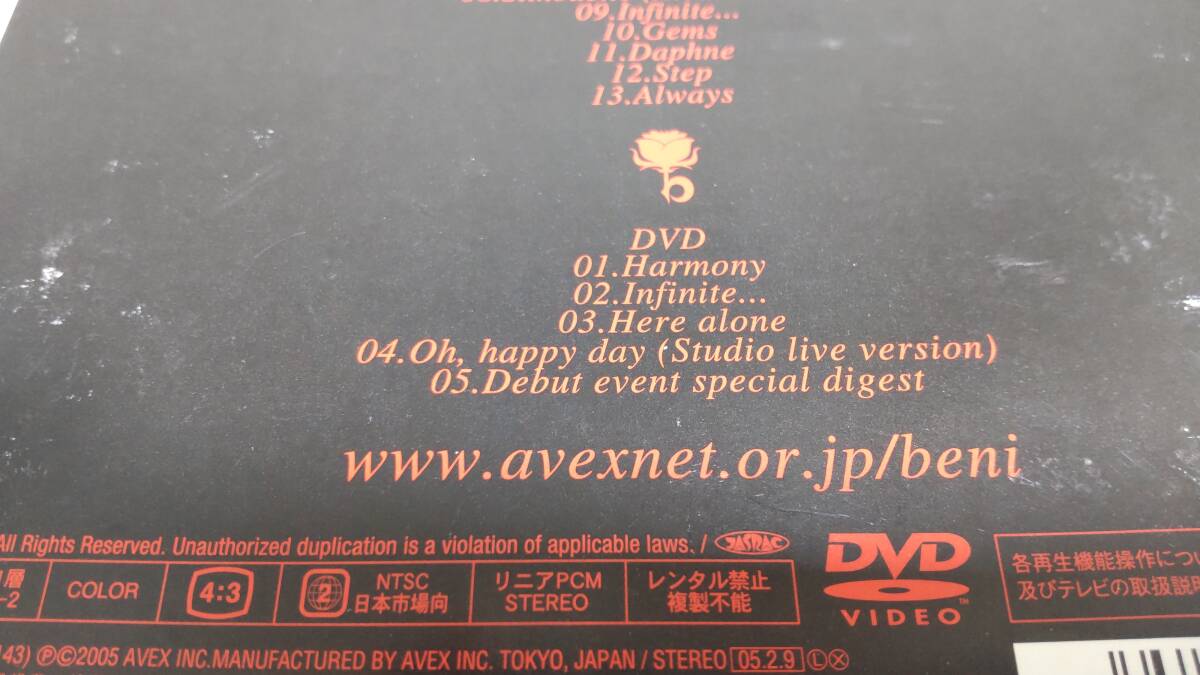 09.Infinite...
10.Gems
11.Daphne
12.Step
13.Always
b
DVD
01.Harmony
02.Infinite...
03.Here alone
04.Oh, happy day (Studio live version)
05.Debut event special digest
www.avexnet.or.jp/beni
All Rights Reserved. Unauthorized duplication is a violation of applicable laws. / JASRAC
層
-2
COLOR
4:3
2
NTSC
日本市場向
リニアPCM
STEREO
レンタル禁止
複製不能
DVD
VIDEO
TM
各再生機能操作につい
及びテレビの取扱説
43) ℗©2005 AVEX INC.MANUFACTURED BY AVEX INC. TOKYO, JAPAN / STEREO 05.2.9 Ⓛ Ⓧ